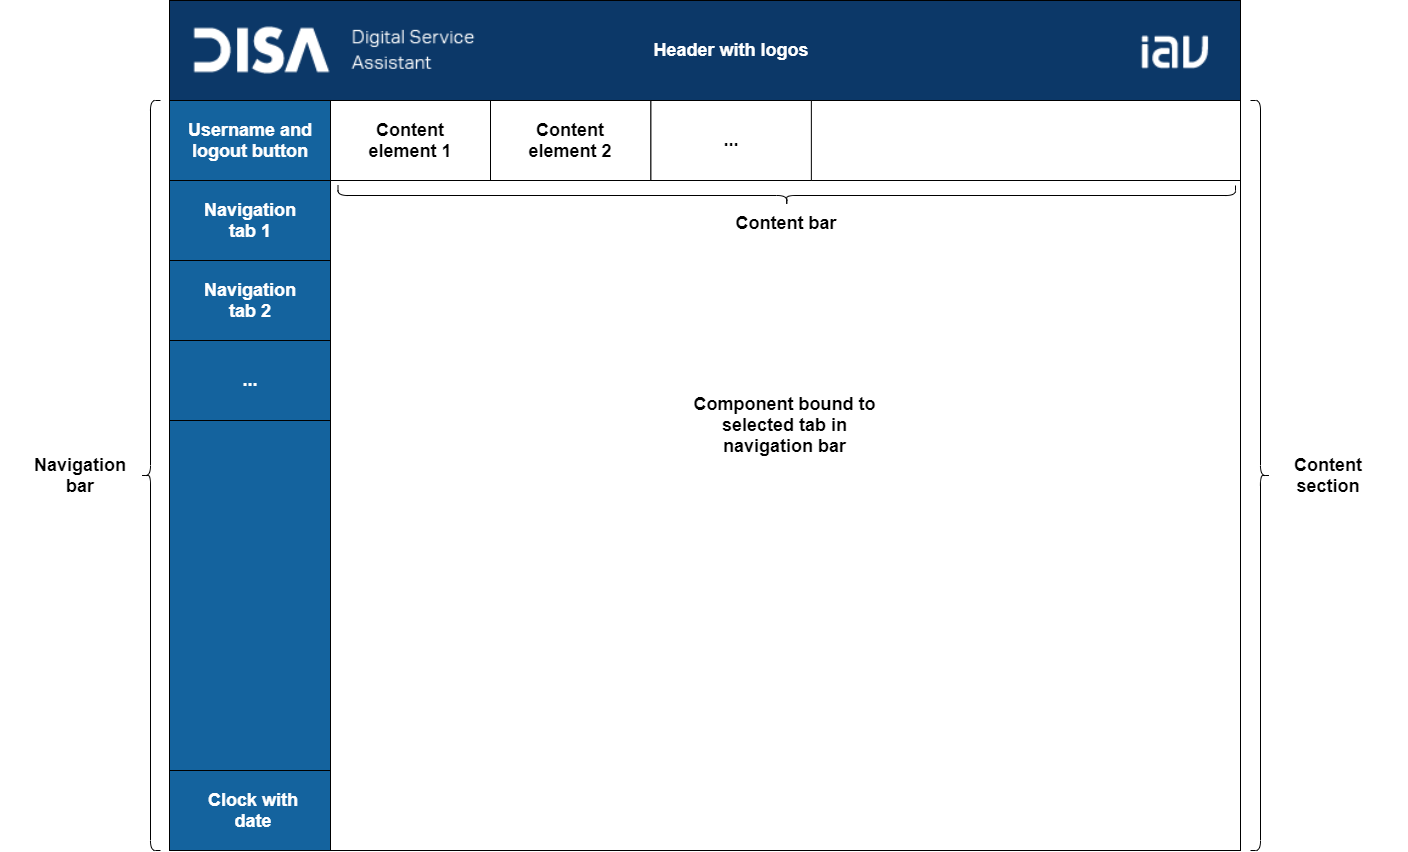 DISA
Digital Service
Assistant
Header with logos
iav
Username and
logout button
Content
element 1
Content
element 2
...
Navigation
tab 1
Content bar
Navigation
tab 2
...
Component bound to
selected tab in
navigation bar
Navigation
bar
Content
section
Clock with
date